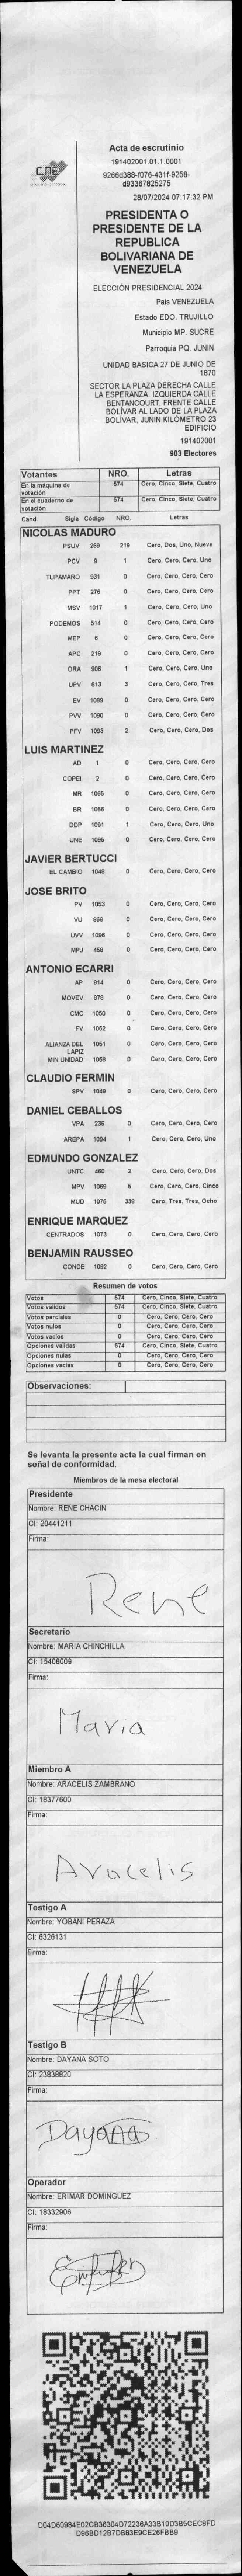 CNE
Acta de escrutinio
191402001.01.1.0001
9266d388-f076-431f-9258-
d93367825275
28/07/2024 07:17:32 PM
PRESIDENTA O
PRESIDENTE DE LA
REPUBLICA
BOLIVARIANA DE
VENEZUELA
ELECCIÓN PRESIDENCIAL 2024
Pais VENEZUELA
Estado EDO. TRUJILLO
Municipio MP. SUCRE
Parroquia PQ. JUNIN
UNIDAD BASICA 27 DE JUNIO DE
1870
SECTOR LA PLAZA DERECHA CALLE
LA ESPERANZA. IZQUIERDA CALLE
BENTANCOURT. FRENTE CALLE
BOLÍVAR AL LADO DE LA PLAZA
BOLÍVAR. JUNIN KILÓMETRO 23
EDIFICIO
191402001
903 Electores
Votantes NRO. Letras
En la máquina de votación 674 Cero, Cinco, Siete, Cuatro
En el cuaderno de votación 574 Cero, Cinco, Siete, Cuatro
Cand. Sigla Código NRO. Letras
NICOLAS MADURO
PSUV 269 219 Cero, Dos, Uno, Nueve
PCV 9 1 Cero, Cero, Cero, Uno
TUPAMARO 931 0 Cero, Cero, Cero, Cero
PPT 276 0 Cero, Cero, Cero, Cero
MSV 1017 1 Cero, Cero, Cero, Uno
PODEMOS 514 0 Cero, Cero, Cero, Cero
MEP 6 0 Cero, Cero, Cero, Cero
APC 219 0 Cero, Cero, Cero, Cero
ORA 906 1 Cero, Cero, Cero, Uno
UPV 613 3 Cero, Cero, Cero, Tres
EV 1089 0 Cero, Cero, Cero, Cero
PVV 1090 0 Cero, Cero, Cero, Cero
PFV 1093 2 Cero, Cero, Cero, Dos
LUIS MARTINEZ
AD 1 0 Cero, Cero, Cero, Cero
COPEI 2 0 Cero, Cero, Cero, Cero
MR 1065 0 Cero, Cero, Cero, Cero
BR 1066 0 Cero, Cero, Cero, Cero
DDP 1091 1 Cero, Cero, Cero, Uno
UNE 1095 0 Cero, Cero, Cero, Cero
JAVIER BERTUCCI
EL CAMBIO 1048 0 Cero, Cero, Cero, Cero
JOSE BRITO
PV 1053 0 Cero, Cero, Cero, Cero
VU 868 0 Cero, Cero, Cero, Cero
UVV 1096 0 Cero, Cero, Cero, Cero
MPJ 458 0 Cero, Cero, Cero, Cero
ANTONIO ECARRI
AP 814 0 Cero, Cero, Cero, Cero
MOVEV 979 0 Cero, Cero, Cero, Cero
CMC 1050 0 Cero, Cero, Cero, Cero
FV 1062 0 Cero, Cero, Cero, Cero
ALIANZA DEL LAPIZ 1051 0 Cero, Cero, Cero, Cero
MIN UNIDAD 1068 0 Cero, Cero, Cero, Cero
CLAUDIO FERMIN
SPV 1049 0 Cero, Cero, Cero, Cero
DANIEL CEBALLOS
VPA 236 0 Cero, Cero, Cero, Cero
AREPA 1094 1 Cero, Cero, Cero, Uno
EDMUNDO GONZALEZ
UNTC 460 2 Cero, Cero, Cero, Dos
MPV 1069 5 Cero, Cero, Cero, Cinco
MUD 1075 338 Cero, Tres, Tres, Ocho
ENRIQUE MARQUEZ
CENTRADOS 1073 0 Cero, Cero, Cero, Cero
BENJAMIN RAUSSEO
CONDE 1092 0 Cero, Cero, Cero, Cero
Resumen de votos
Votos 574 Cero, Cinco, Siete, Cuatro
Votos validos 574 Cero, Cinco, Siete, Cuatro
Votos parciales 0 Cero, Cero, Cero, Cero
Votos nulos 0 Cero, Cero, Cero, Cero
Votos vacios 0 Cero, Cero, Cero, Cero
Opciones validas 574 Cero, Cinco, Siete, Cuatro
Opciones nulas 0 Cero, Cero, Cero, Cero
Opciones vacias 0 Cero, Cero, Cero, Cero
Observaciones:
Se levanta la presente acta la cual firman en
señal de conformidad.
Miembros de la mesa electoral
Presidente
Nombre: RENE CHACIN
CI: 20441211
Firma:
Rene
Secretario
Nombre: MARIA CHINCHILLA
CI: 15408009
Firma:
Maria
Miembro A
Nombre: ARACELIS ZAMBRANO
CI: 18377600
Firma:
Aracelis
Testigo A
Nombre: YOBANI PERAZA
CI: 6326131
Firma:
Testigo B
Nombre: DAYANA SOTO
CI: 23838820
Firma:
Dayana
Operador
Nombre: ERIMAR DOMINGUEZ
CI: 18332906
Firma:
D04D60984E02CB36304D72236A33B10D3B5CEC8FD
D96BD12B7DB83E9CE26FBB9